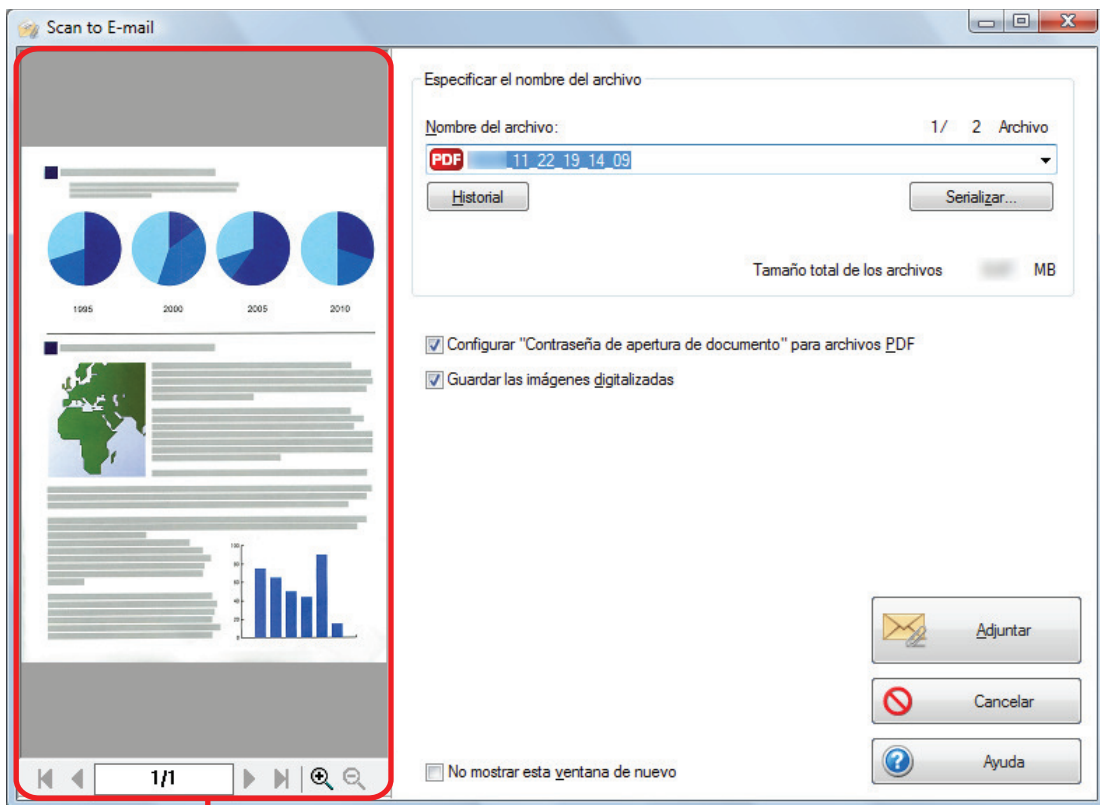 Scan to E-mail
Especificar el nombre del archivo
Nombre del archivo:
1/ 2 Archivo
PDF 11_22_19_14_09
Historial
Serializar...
Tamaño total de los archivos MB
1995 2000 2005 2010
Configurar "Contraseña de apertura de documento" para archivos PDF
Guardar las imágenes digitalizadas
Adjuntar
Cancelar
1/1
No mostrar esta ventana de nuevo
Ayuda